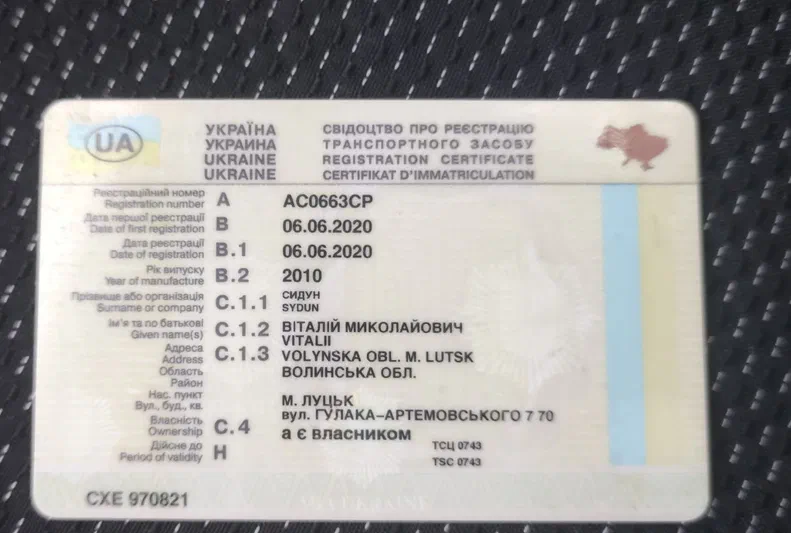 UA
УКРАЇНА СВІДОЦТВО ПРО РЕЄСТРАЦІЮ
УКРАИНА ТРАНСПОРТНОГО ЗАСОБУ
UKRAINE REGISTRATION CERTIFICATE
UKRAINE CERTIFIKAT D'IMMATRICULATION
Реєстраційний номер
Registration number A AC0663CP
Дата першої реєстрації
Date of first registration B 06.06.2020
Дата реєстрації
Date of registration B.1 06.06.2020
Рік випуску
Year of manufacture B.2 2010
Прізвище або організація
Surname or company C.1.1 СИДУН
SYDUN
Ім'я та по батькові
Given name(s) C.1.2 ВІТАЛІЙ МИКОЛАЙОВИЧ
VITALII
Адреса
Address C.1.3 VOLYNSKA OBL. M. LUTSK
Область ВОЛИНСЬКА ОБЛ.
Район
Нас. пункт М. ЛУЦЬК
Вул., буд., кв. вул. ГУЛАКА-АРТЕМОВСЬКОГО 7 70
Власність
Ownership C.4 а є власником
Дійсне до
Period of validity H ТСЦ 0743
TSC 0743
CXE 970821